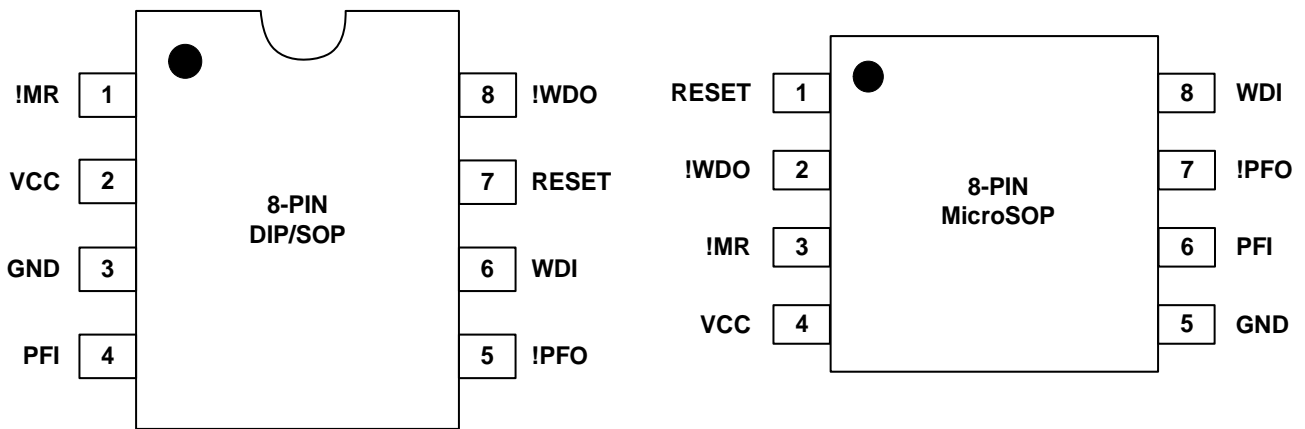 !MR 1
VCC 2
GND 3
PFI 4
8-PIN
DIP/SOP
8 !WDO
7 RESET
6 WDI
5 !PFO
RESET 1
!WDO 2
!MR 3
VCC 4
8-PIN
MicroSOP
8 WDI
7 !PFO
6 PFI
5 GND